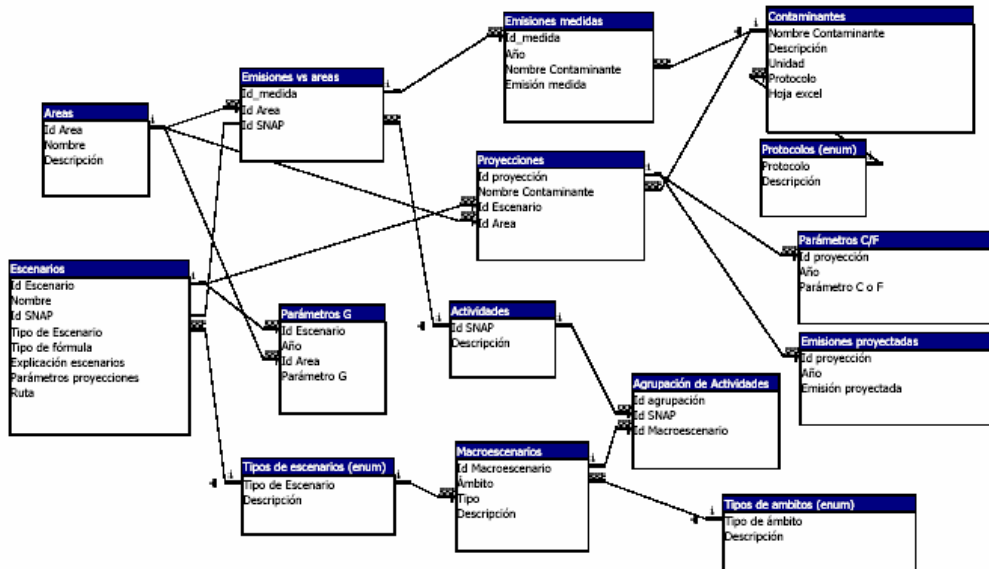 Areas
Id Area
Nombre
Descripción
Emisiones vs areas
Id_medida
Id Area
Id SNAP
Emisiones medidas
Id_medida
Año
Nombre Contaminante
Emisión medida
Contaminantes
Nombre Contaminante
Descripción
Unidad
Protocolo
Hoja excel
Protocolos (enum)
Protocolo
Descripción
Proyecciones
Id proyección
Nombre Contaminante
Id Escenario
Id Area
Parámetros C/F
Id proyección
Año
Parámetro C o F
Emisiones proyectadas
Id proyección
Año
Emisión proyectada
Escenarios
Id Escenario
Nombre
Id SNAP
Tipo de Escenario
Tipo de fórmula
Explicación escenarios
Parámetros proyecciones
Ruta
Parámetros G
Id Escenario
Año
Id Area
Parámetro G
Actividades
Id SNAP
Descripción
Agrupación de Actividades
Id agrupación
Id SNAP
Id Macroescenario
Tipos de escenarios (enum)
Tipo de Escenario
Descripción
Macroescenarios
Id Macroescenario
Ámbito
Tipo
Descripción
Tipos de ambitos (enum)
Tipo de ámbito
Descripción